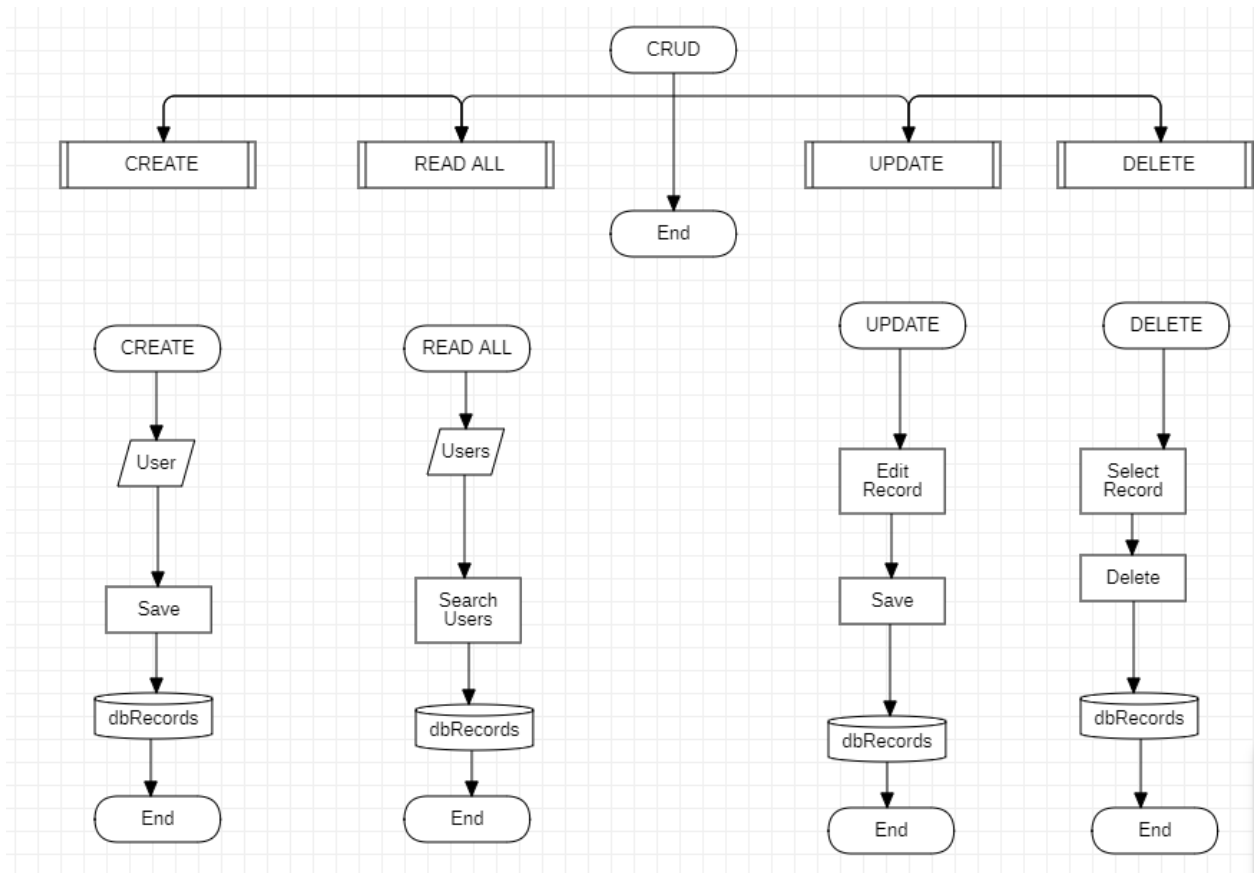 CRUD
CREATE
READ ALL
UPDATE
DELETE
End
CREATE
READ ALL
UPDATE
DELETE
User
Users
Edit
Record
Select
Record
Save
Search
Users
Save
Delete
dbRecords
dbRecords
dbRecords
dbRecords
End
End
End
End